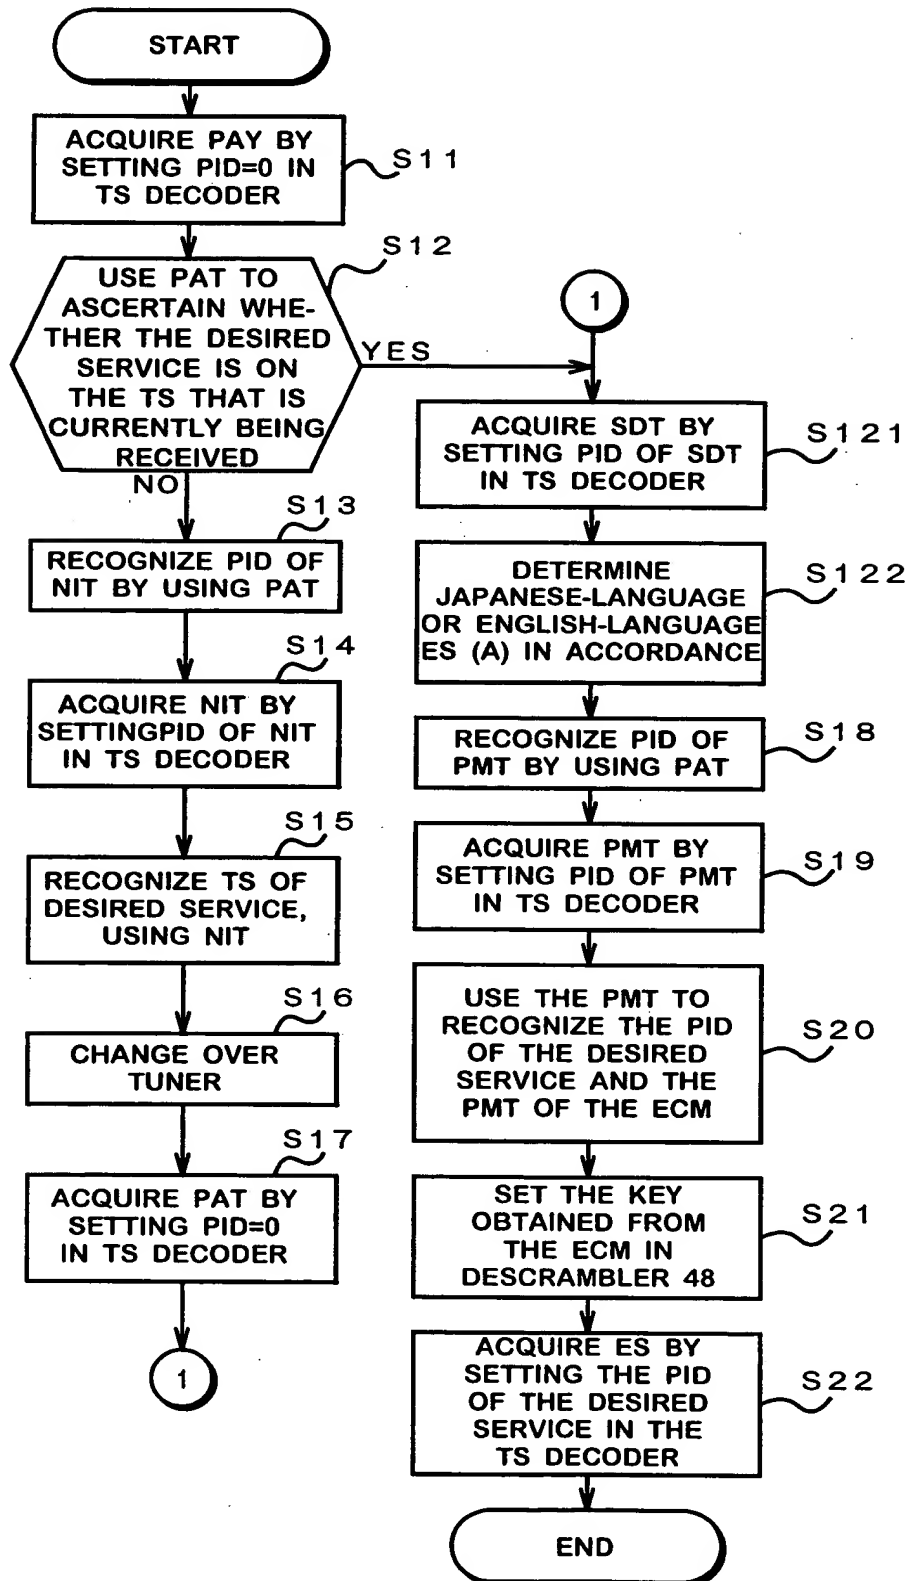 START
ACQUIRE PAY BY
SETTING PID=0 IN
TS DECODER
S11
S12
USE PAT TO
ASCERTAIN WHE-
THER THE DESIRED
SERVICE IS ON
THE TS THAT IS
CURRENTLY BEING
RECEIVED
YES
NO
S13
RECOGNIZE PID OF
NIT BY USING PAT
S14
ACQUIRE NIT BY
SETTINGPID OF NIT
IN TS DECODER
S15
RECOGNIZE TS OF
DESIRED SERVICE,
USING NIT
S16
CHANGE OVER
TUNER
S17
ACQUIRE PAT BY
SETTING PID=0
IN TS DECODER
1
1
ACQUIRE SDT BY
SETTING PID OF SDT
IN TS DECODER
S121
DETERMINE
JAPANESE-LANGUAGE
OR ENGLISH-LANGUAGE
ES (A) IN ACCORDANCE
S122
RECOGNIZE PID OF
PMT BY USING PAT
S18
ACQUIRE PMT BY
SETTING PID OF PMT
IN TS DECODER
S19
USE THE PMT TO
RECOGNIZE THE PID
OF THE DESIRED
SERVICE AND THE
PMT OF THE ECM
S20
SET THE KEY
OBTAINED FROM
THE ECM IN
DESCRAMBLER 48
S21
ACQUIRE ES BY
SETTING THE PID
OF THE DESIRED
SERVICE IN THE
TS DECODER
S22
END